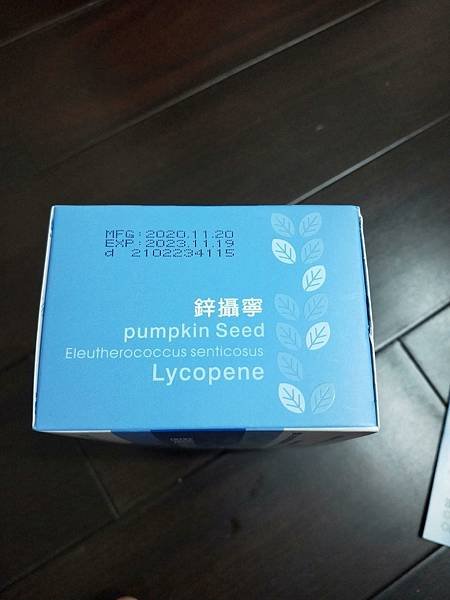 MFG:2020.11.20
EXP:2023.11.19
d 2102234115
鋅攝寧
pumpkin Seed
Eleutherococcus senticosus
Lycopene